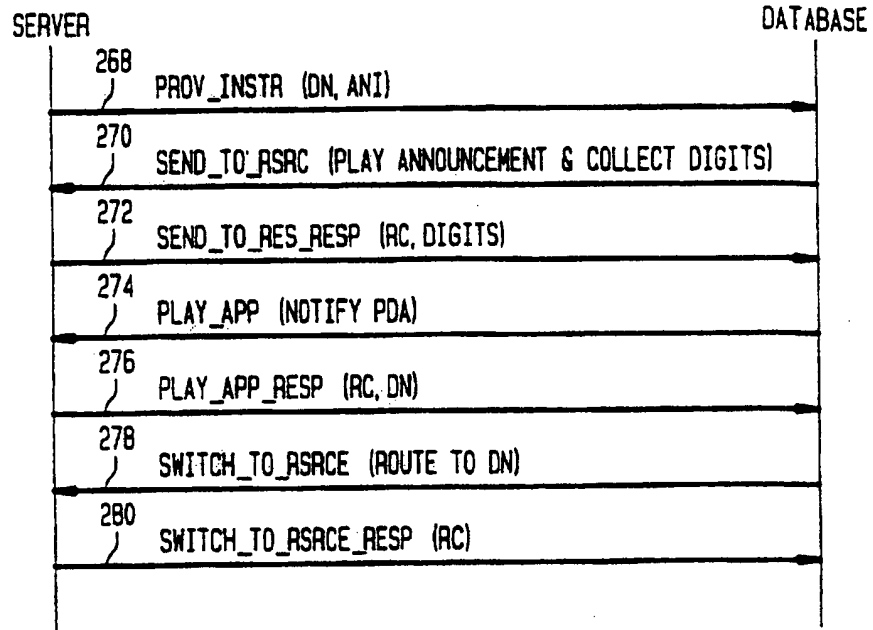 SERVER
DATABASE
268
PROV_INSTR (DN, ANI)
270
SEND_TO_RSRC (PLAY ANNOUNCEMENT & COLLECT DIGITS)
272
SEND_TO_RES_RESP (RC, DIGITS)
274
PLAY_APP (NOTIFY PDA)
276
PLAY_APP_RESP (RC, DN)
278
SWITCH_TO_RSRCE (ROUTE TO DN)
280
SWITCH_TO_RSRCE_RESP (RC)